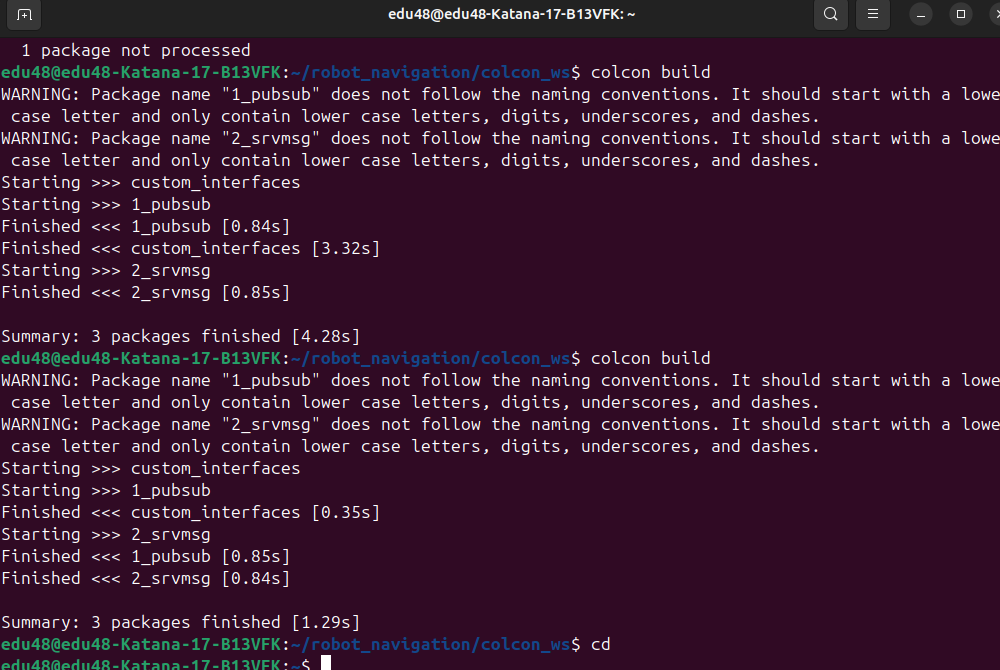 edu48@edu48-Katana-17-B13VFK: ~
1 package not processed
edu48@edu48-Katana-17-B13VFK:~/robot_navigation/colcon_ws$ colcon build
WARNING: Package name "1_pubsub" does not follow the naming conventions. It should start with a lowe
case letter and only contain lower case letters, digits, underscores, and dashes.
WARNING: Package name "2_srvmsg" does not follow the naming conventions. It should start with a lowe
case letter and only contain lower case letters, digits, underscores, and dashes.
Starting >>> custom_interfaces
Starting >>> 1_pubsub
Finished <<< 1_pubsub [0.84s]
Finished <<< custom_interfaces [3.32s]
Starting >>> 2_srvmsg
Finished <<< 2_srvmsg [0.85s]
Summary: 3 packages finished [4.28s]
edu48@edu48-Katana-17-B13VFK:~/robot_navigation/colcon_ws$ colcon build
WARNING: Package name "1_pubsub" does not follow the naming conventions. It should start with a lowe
case letter and only contain lower case letters, digits, underscores, and dashes.
WARNING: Package name "2_srvmsg" does not follow the naming conventions. It should start with a lowe
case letter and only contain lower case letters, digits, underscores, and dashes.
Starting >>> custom_interfaces
Starting >>> 1_pubsub
Finished <<< custom_interfaces [0.35s]
Starting >>> 2_srvmsg
Finished <<< 1_pubsub [0.85s]
Finished <<< 2_srvmsg [0.84s]
Summary: 3 packages finished [1.29s]
edu48@edu48-Katana-17-B13VFK:~/robot_navigation/colcon_ws$ cd
edu48@edu48-Katana-17-B13VFK:~$